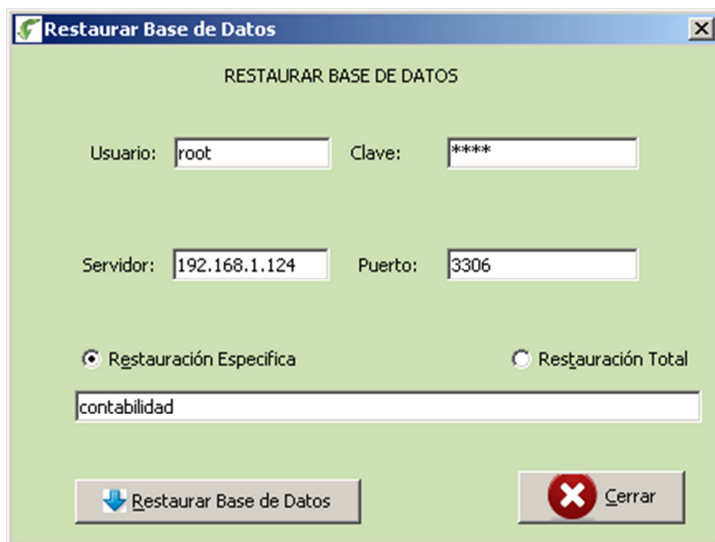 Restaurar Base de Datos
RESTAURAR BASE DE DATOS
Usuario: root Clave: ****
Servidor: 192.168.1.124 Puerto: 3306
Restauración Especifica Restauración Total
contabilidad
Restaurar Base de Datos Cerrar